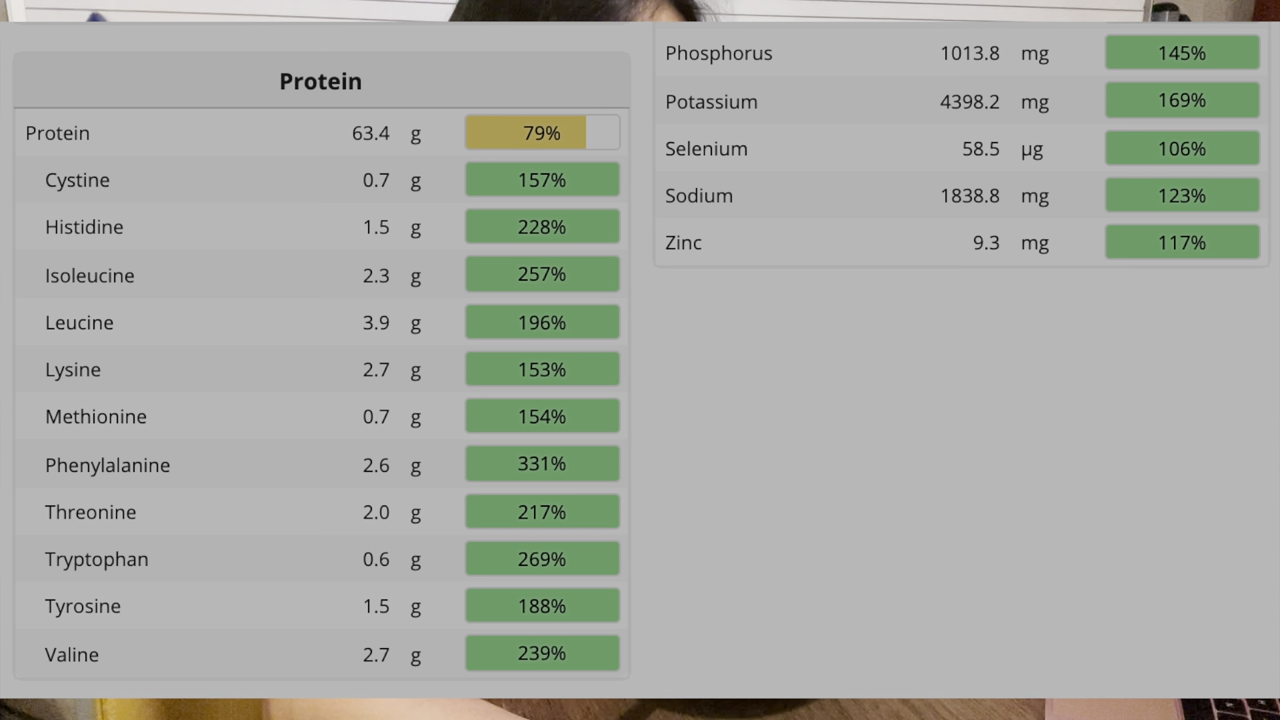 Protein
Protein 63.4 g 79%
Cystine 0.7 g 157%
Histidine 1.5 g 228%
Isoleucine 2.3 g 257%
Leucine 3.9 g 196%
Lysine 2.7 g 153%
Methionine 0.7 g 154%
Phenylalanine 2.6 g 331%
Threonine 2.0 g 217%
Tryptophan 0.6 g 269%
Tyrosine 1.5 g 188%
Valine 2.7 g 239%
Phosphorus 1013.8 mg 145%
Potassium 4398.2 mg 169%
Selenium 58.5 µg 106%
Sodium 1838.8 mg 123%
Zinc 9.3 mg 117%